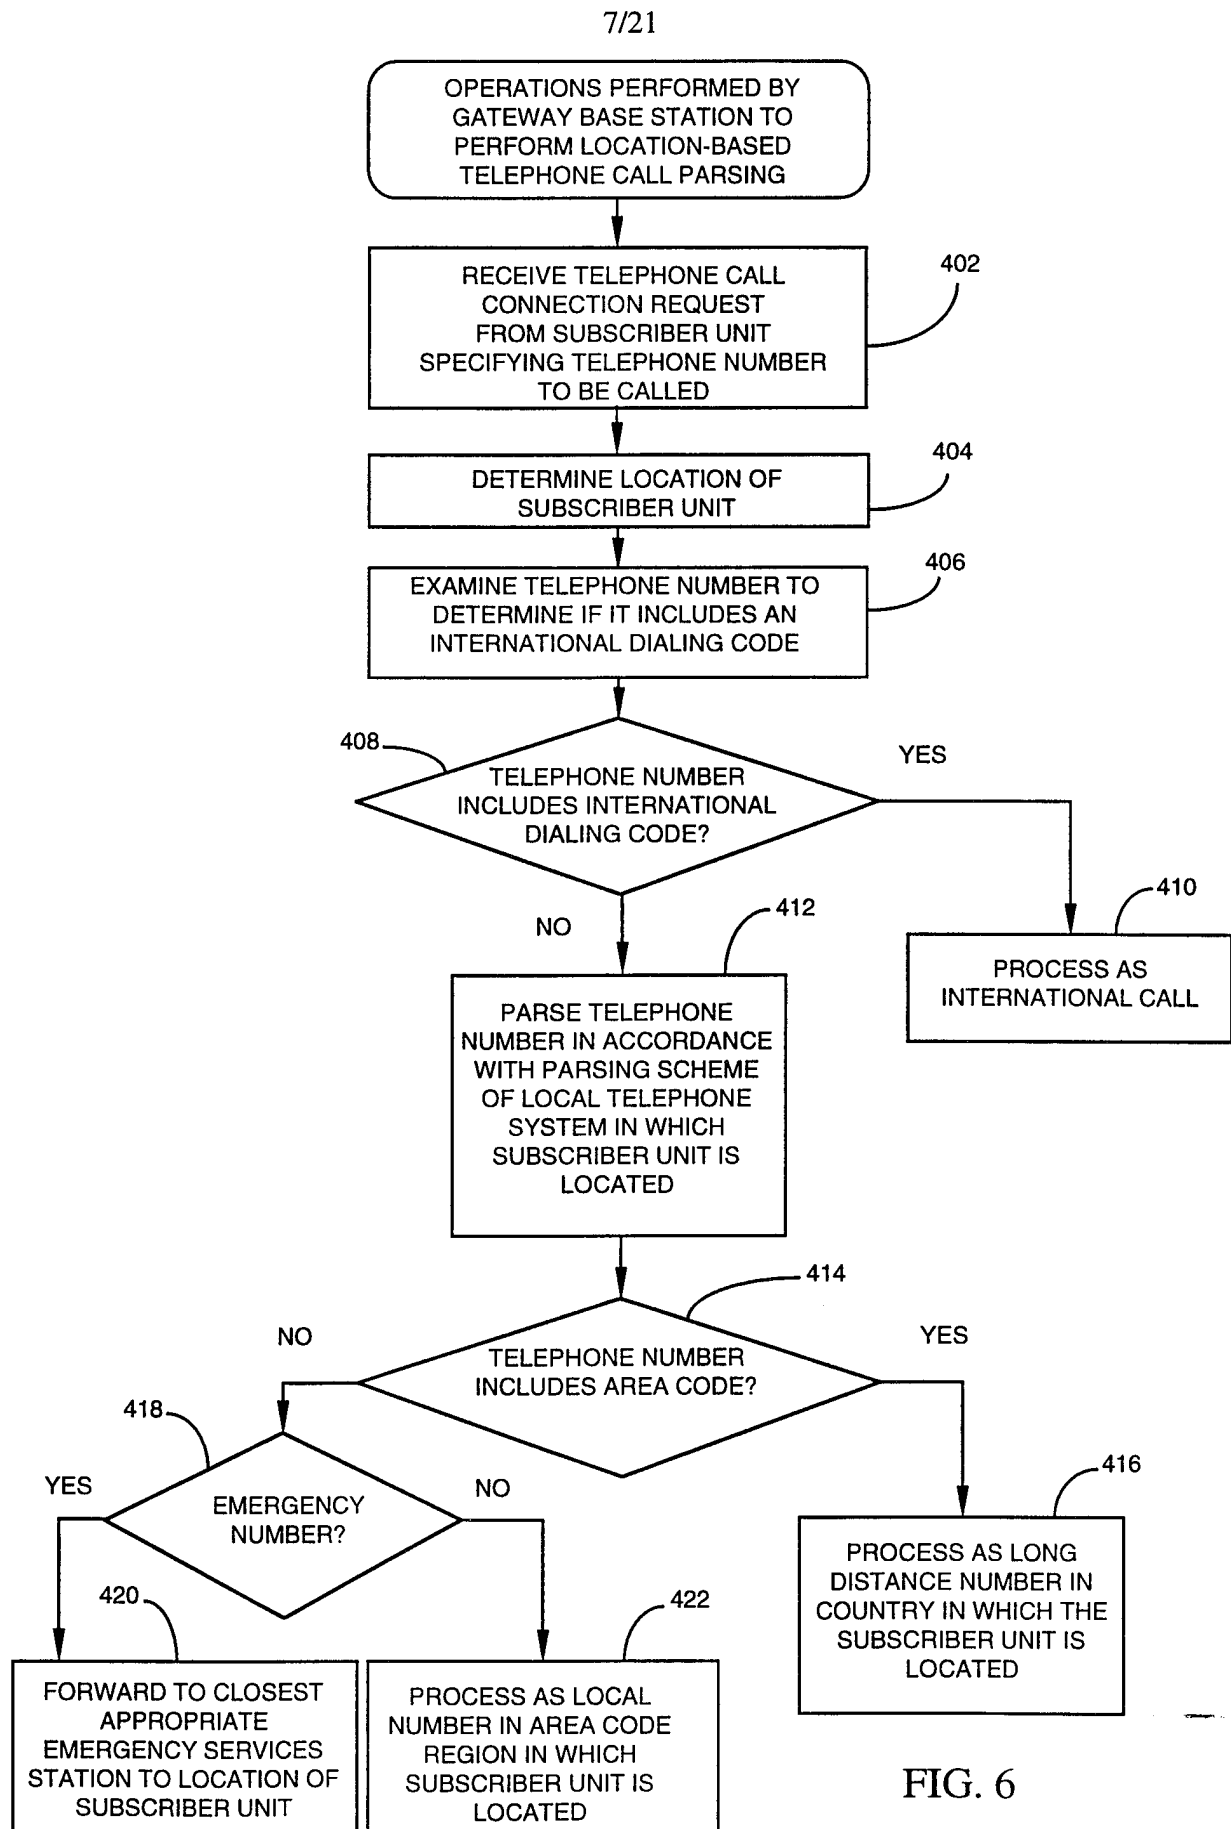 7/21
OPERATIONS PERFORMED BY
GATEWAY BASE STATION TO
PERFORM LOCATION-BASED
TELEPHONE CALL PARSING
RECEIVE TELEPHONE CALL
CONNECTION REQUEST
FROM SUBSCRIBER UNIT
SPECIFYING TELEPHONE NUMBER
TO BE CALLED
402
DETERMINE LOCATION OF
SUBSCRIBER UNIT
404
EXAMINE TELEPHONE NUMBER TO
DETERMINE IF IT INCLUDES AN
INTERNATIONAL DIALING CODE
406
408
TELEPHONE NUMBER
INCLUDES INTERNATIONAL
DIALING CODE?
YES
NO
410
PROCESS AS
INTERNATIONAL CALL
412
PARSE TELEPHONE
NUMBER IN ACCORDANCE
WITH PARSING SCHEME
OF LOCAL TELEPHONE
SYSTEM IN WHICH
SUBSCRIBER UNIT IS
LOCATED
414
TELEPHONE NUMBER
INCLUDES AREA CODE?
NO
YES
418
EMERGENCY
NUMBER?
YES
NO
416
PROCESS AS LONG
DISTANCE NUMBER IN
COUNTRY IN WHICH THE
SUBSCRIBER UNIT IS
LOCATED
420
FORWARD TO CLOSEST
APPROPRIATE
EMERGENCY SERVICES
STATION TO LOCATION OF
SUBSCRIBER UNIT
422
PROCESS AS LOCAL
NUMBER IN AREA CODE
REGION IN WHICH
SUBSCRIBER UNIT IS
LOCATED
FIG. 6